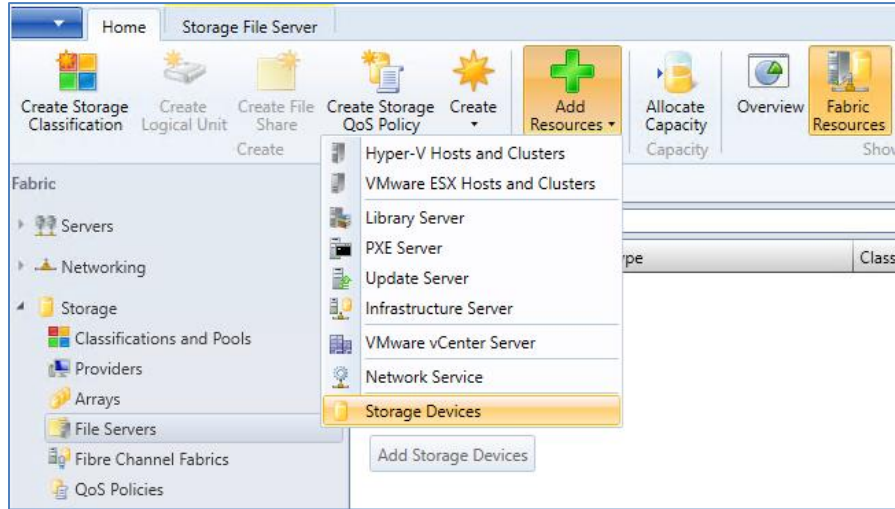 Home
Storage File Server
Create Storage
Classification
Create
Logical Unit
Create File
Share
Create Storage
QoS Policy
Create
Add
Resources
Allocate
Capacity
Overview
Fabric
Resources
Create
Capacity
Show
Fabric
Servers
Networking
Storage
Classifications and Pools
Providers
Arrays
File Servers
Fibre Channel Fabrics
QoS Policies
Hyper-V Hosts and Clusters
VMware ESX Hosts and Clusters
Library Server
PXE Server
Update Server
Infrastructure Server
VMware vCenter Server
Network Service
Storage Devices
ype
Class
Add Storage Devices